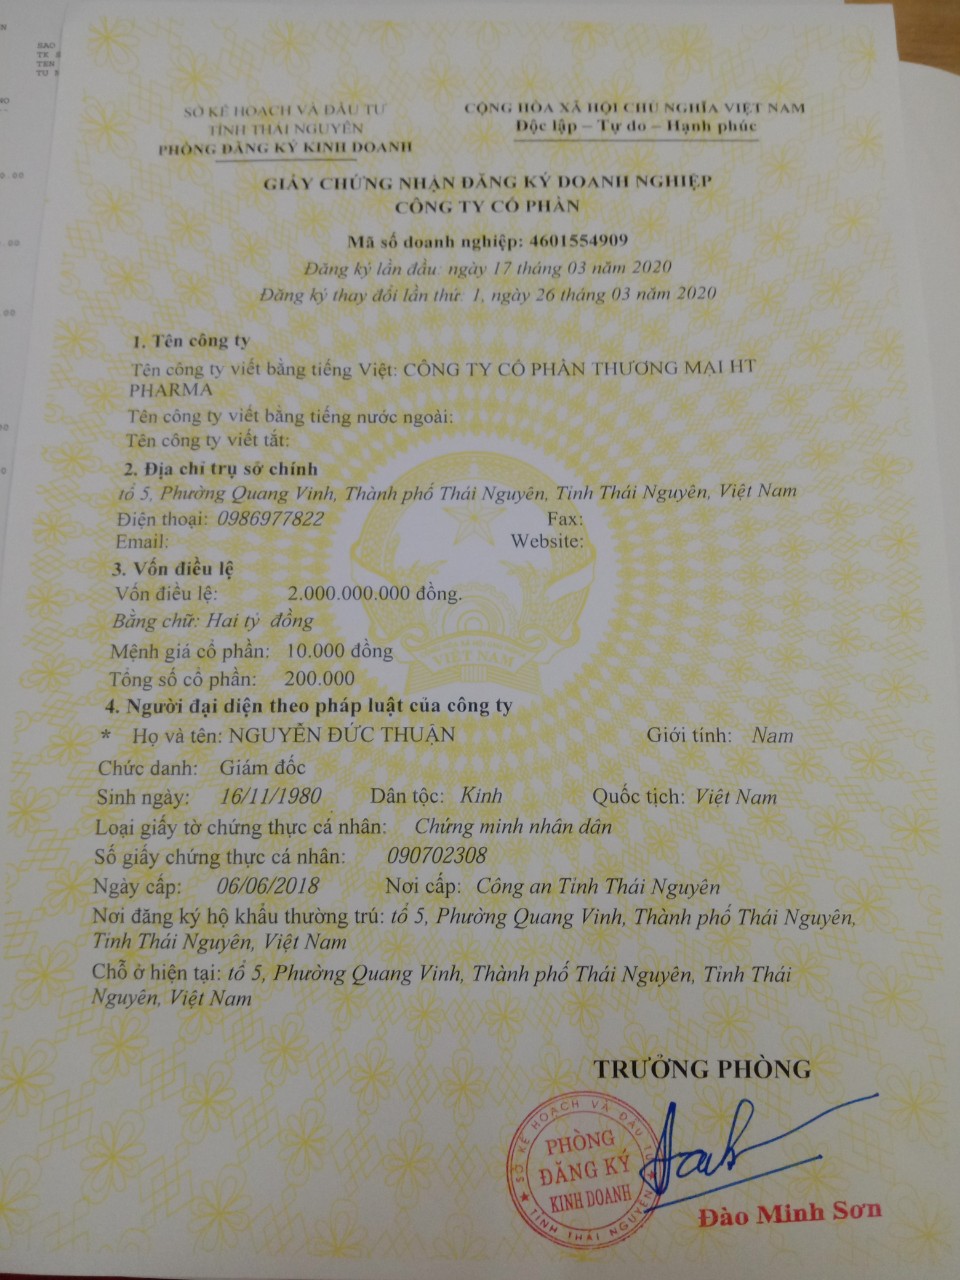 SAO
TK
TEN
TU
SỞ KẾ HOẠCH VÀ ĐẦU TƯ
TỈNH THÁI NGUYÊN
PHÒNG ĐĂNG KÝ KINH DOANH
CỘNG HÒA XÃ HỘI CHỦ NGHĨA VIỆT NAM
Độc lập – Tự do – Hạnh phúc
GIẤY CHỨNG NHẬN ĐĂNG KÝ DOANH NGHIỆP
CÔNG TY CỔ PHẦN
Mã số doanh nghiệp: 4601554909
Đăng ký lần đầu: ngày 17 tháng 03 năm 2020
Đăng ký thay đổi lần thứ: 1, ngày 26 tháng 03 năm 2020
1. Tên công ty
Tên công ty viết bằng tiếng Việt: CÔNG TY CỔ PHẦN THƯƠNG MẠI HT
PHARMA
Tên công ty viết bằng tiếng nước ngoài:
Tên công ty viết tắt:
2. Địa chỉ trụ sở chính
tổ 5, Phường Quang Vinh, Thành phố Thái Nguyên, Tỉnh Thái Nguyên, Việt Nam
Điện thoại: 0986977822 Fax:
Email: Website:
3. Vốn điều lệ
Vốn điều lệ: 2.000.000.000 đồng.
Bằng chữ: Hai tỷ đồng
Mệnh giá cổ phần: 10.000 đồng
Tổng số cổ phần: 200.000
VIỆT NAM
4. Người đại diện theo pháp luật của công ty
* Họ và tên: NGUYỄN ĐỨC THUẬN Giới tính: Nam
Chức danh: Giám đốc
Sinh ngày: 16/11/1980 Dân tộc: Kinh Quốc tịch: Việt Nam
Loại giấy tờ chứng thực cá nhân: Chứng minh nhân dân
Số giấy chứng thực cá nhân: 090702308
Ngày cấp: 06/06/2018 Nơi cấp: Công an Tỉnh Thái Nguyên
Nơi đăng ký hộ khẩu thường trú: tổ 5, Phường Quang Vinh, Thành phố Thái Nguyên,
Tỉnh Thái Nguyên, Việt Nam
Chỗ ở hiện tại: tổ 5, Phường Quang Vinh, Thành phố Thái Nguyên, Tỉnh Thái
Nguyên, Việt Nam
TRƯỞNG PHÒNG
SỞ KẾ HOẠCH VÀ ĐẦU TƯ
PHÒNG
ĐĂNG KÝ
KINH DOANH
TỈNH THÁI NGUYÊN
Đào Minh Sơn